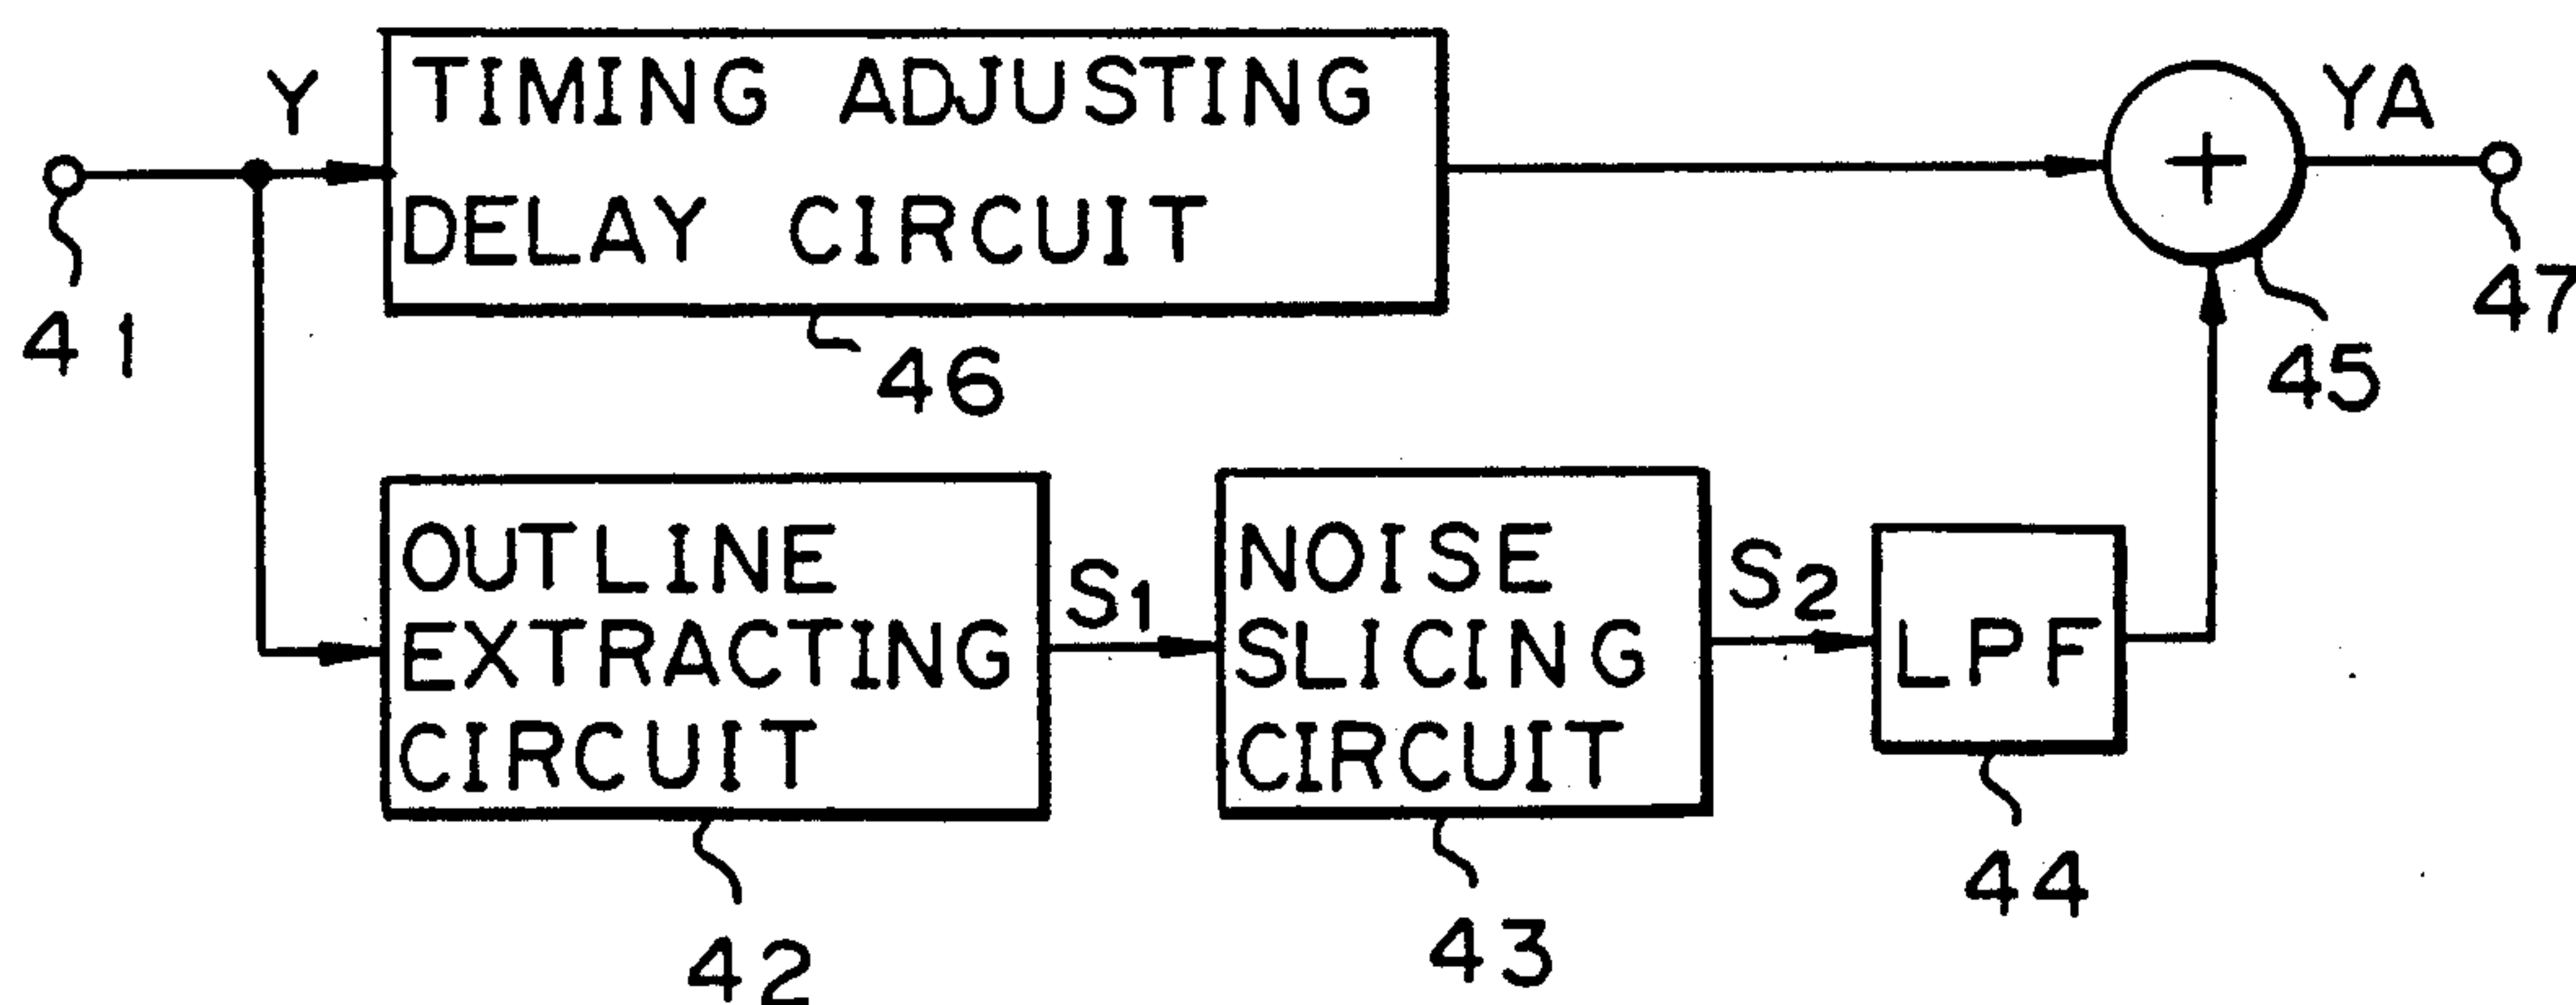 Y
TIMING ADJUSTING
DELAY CIRCUIT
YA
41
46
45
47
OUTLINE
EXTRACTING
CIRCUIT
S1
NOISE
SLICING
CIRCUIT
S2
LPF
42
43
44